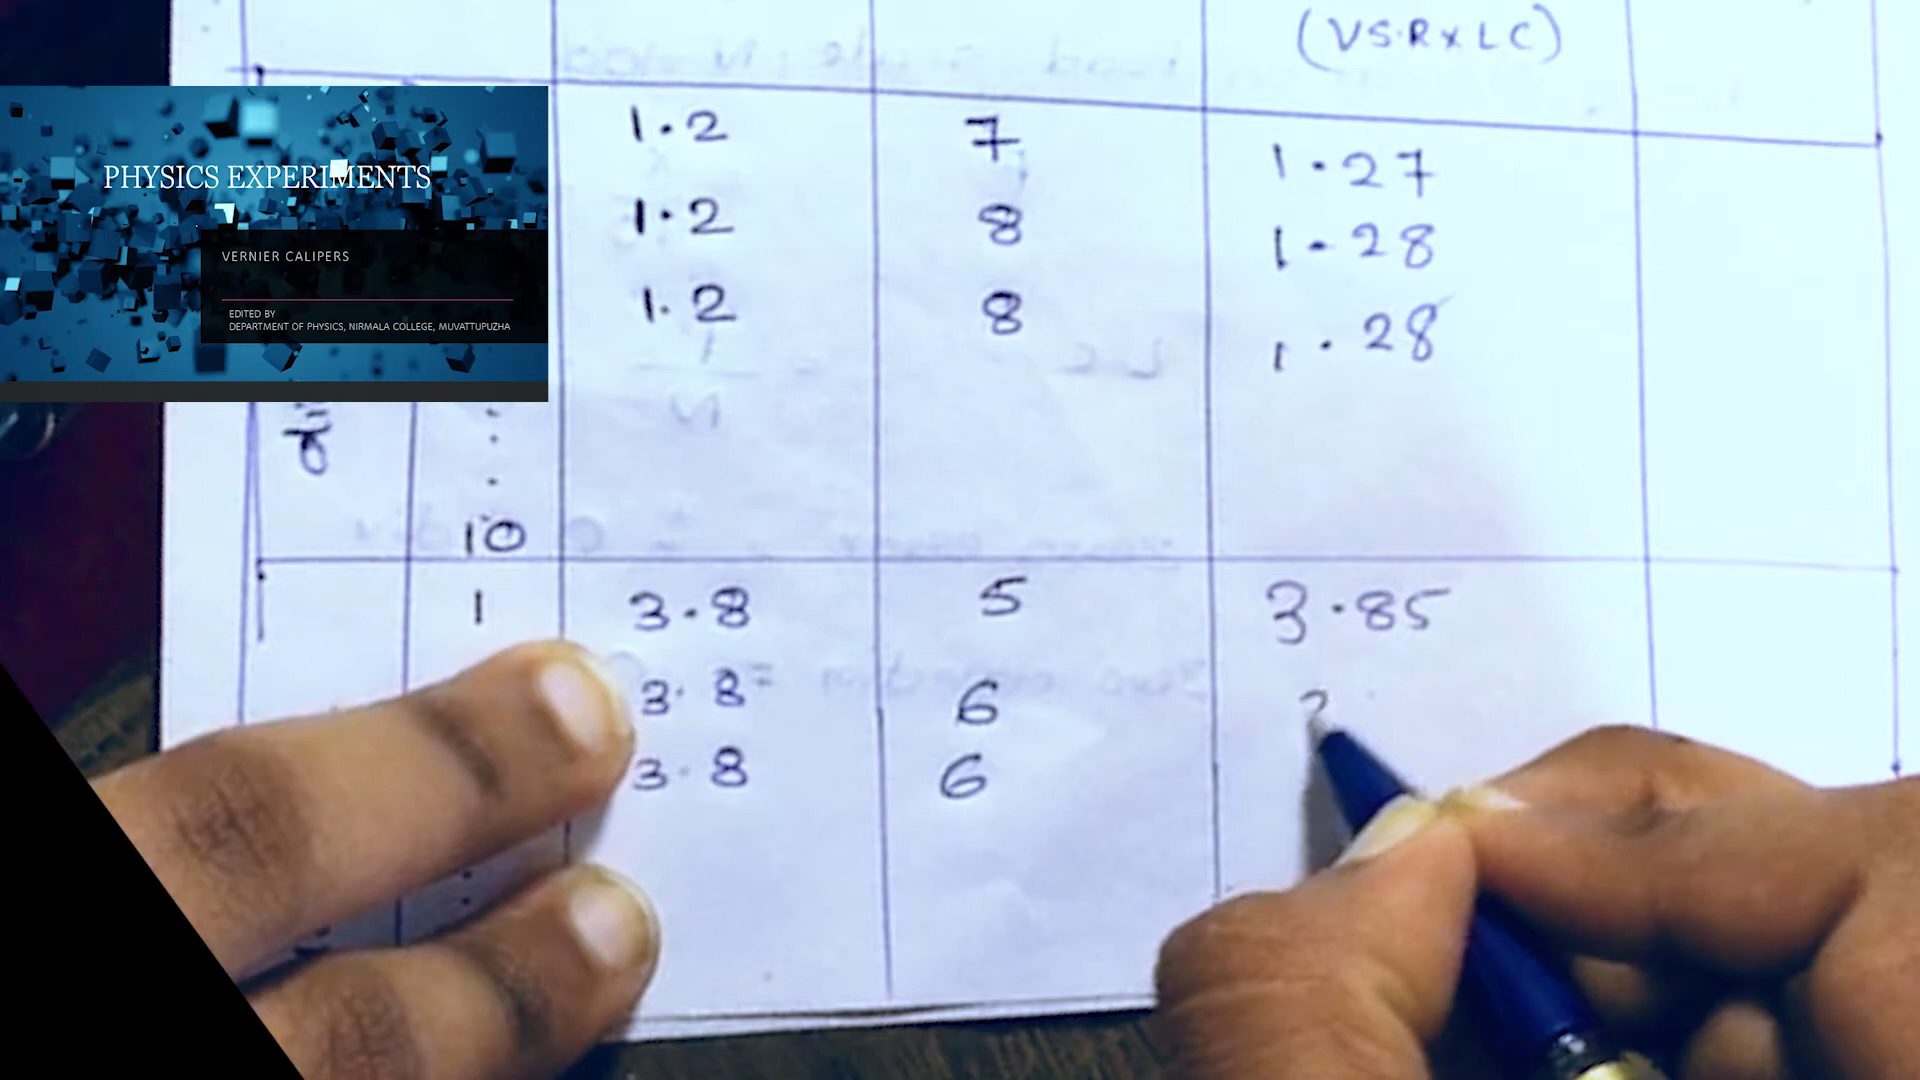 (VS.R x LC)
PHYSICS EXPERIMENTS
VERNIER CALIPERS
EDITED BY
DEPARTMENT OF PHYSICS, NIRMALA COLLEGE, MUVATTUPUZHA
1.2 7 1.27
1.2 8 1.28
1.2 8 1.28
10
1 3.8 5 3.85
3.8 6
3.8 6